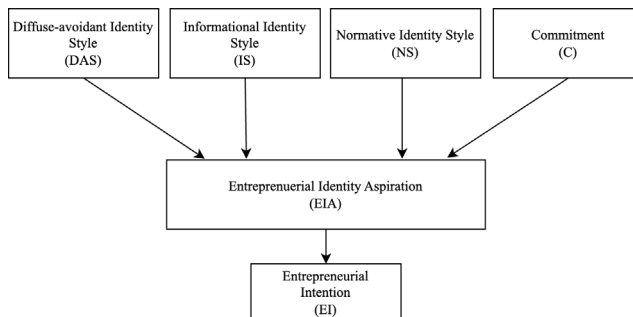 Diffuse-avoidant Identity
Style
(DAS)
Informational Identity
Style
(IS)
Normative Identity Style
(NS)
Commitment
(C)
Entreprenuerial Identity Aspiration
(EIA)
Entrepreneurial
Intention
(EI)